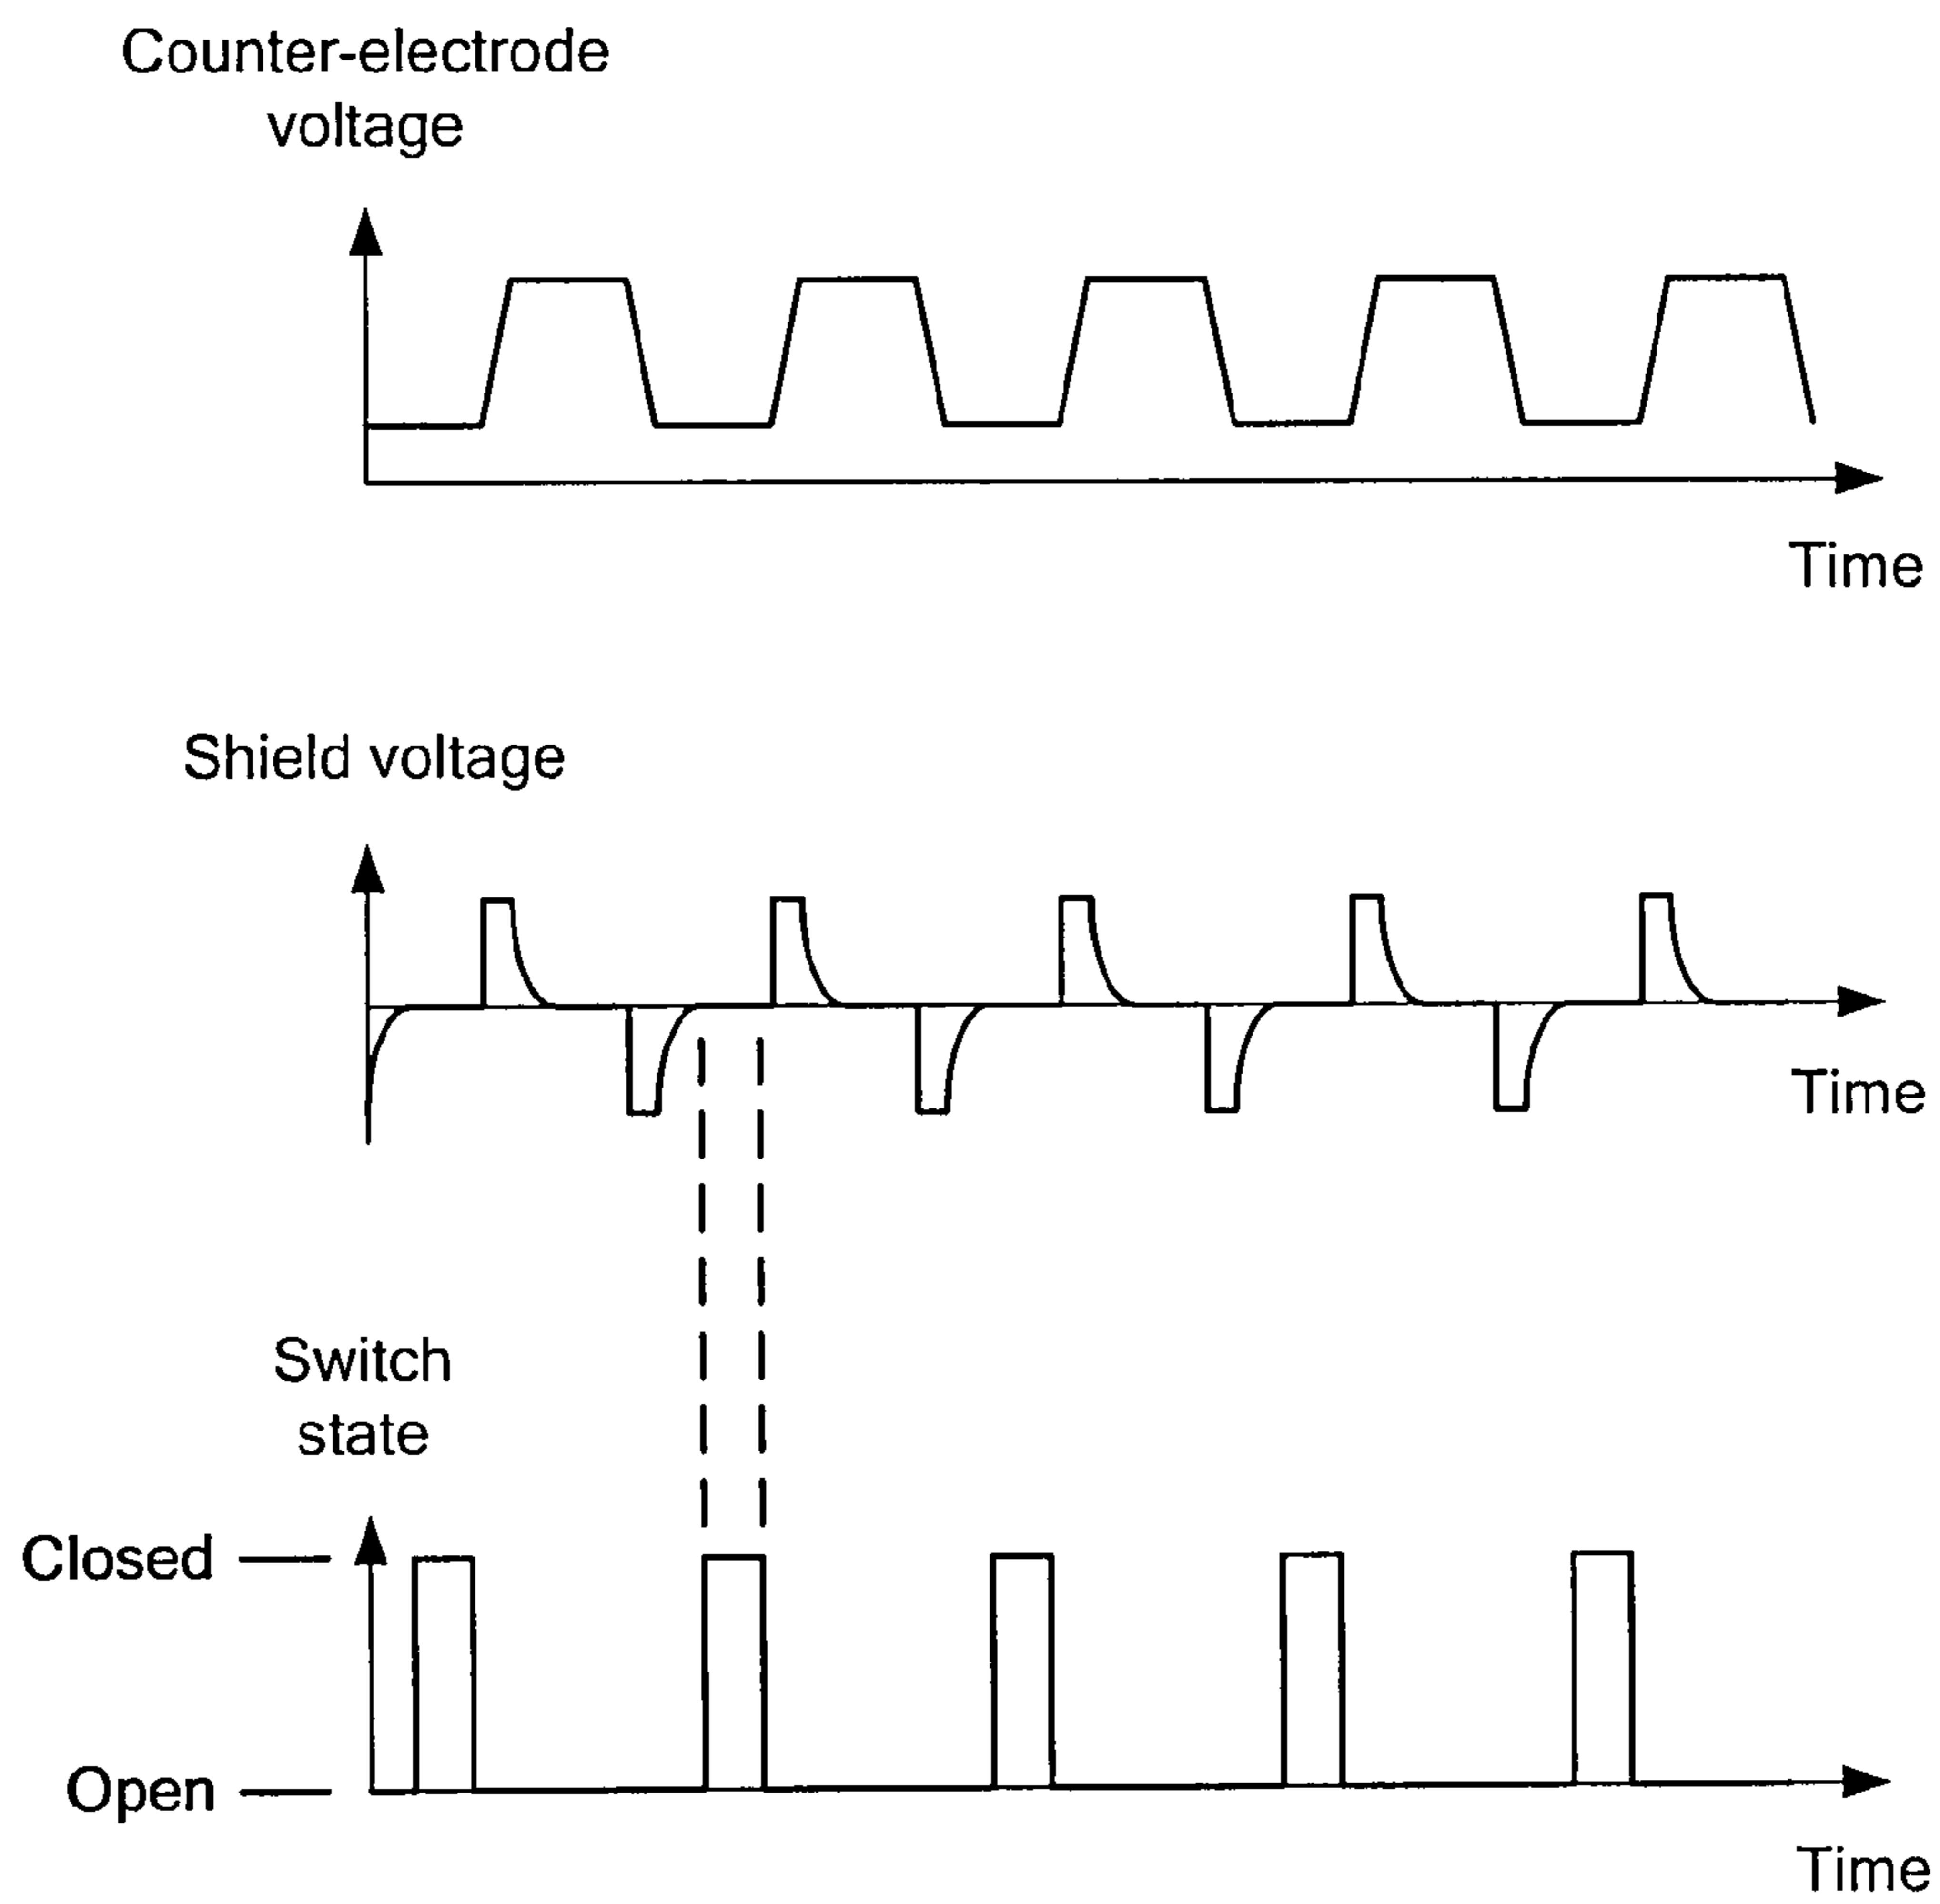 Counter-electrode
voltage
Time
Shield voltage
Time
Switch
state
Closed
Open
Time